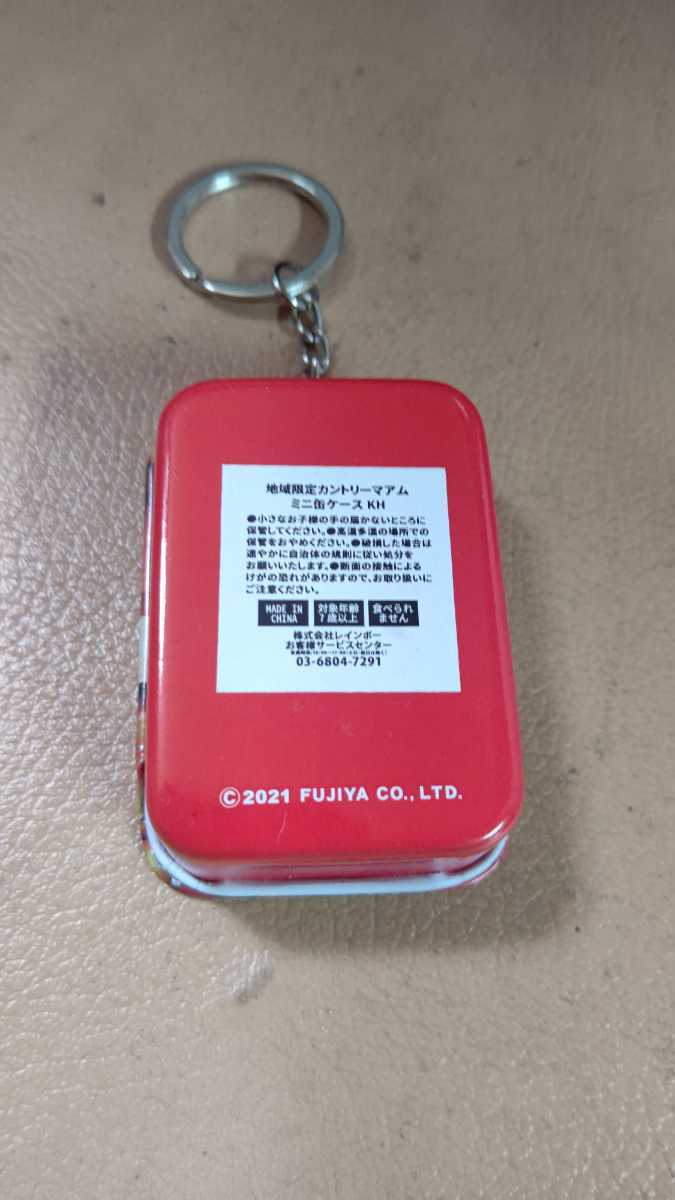 地域限定カントリーマアム
ミニ缶ケース KH
●小さなお子様の手の届かないところに
保管してください。●高温多湿の場所での
保管をおやめください。●破損した場合は
速やかに自治体の規則に従い処分を
お願いいたします。●断面の接触による
けがの恐れがありますので、お取り扱いに
ご注意ください。
MADE IN
CHINA
対象年齢
7歳以上
食べられ
ません
株式会社レインボー
お客様サービスセンター
03-6804-7291
©2021 FUJIYA CO., LTD.